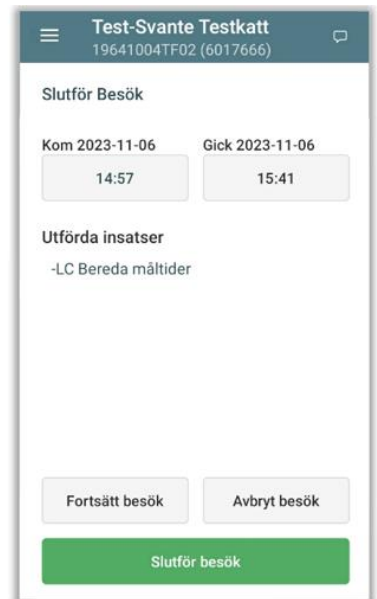 Test-Svante Testkatt
19641004TF02 (6017666)
Slutför Besök
Kom 2023-11-06 Gick 2023-11-06
14:57 15:41
Utförda insatser
-LC Bereda måltider
Fortsätt besök Avbryt besök
Slutför besök